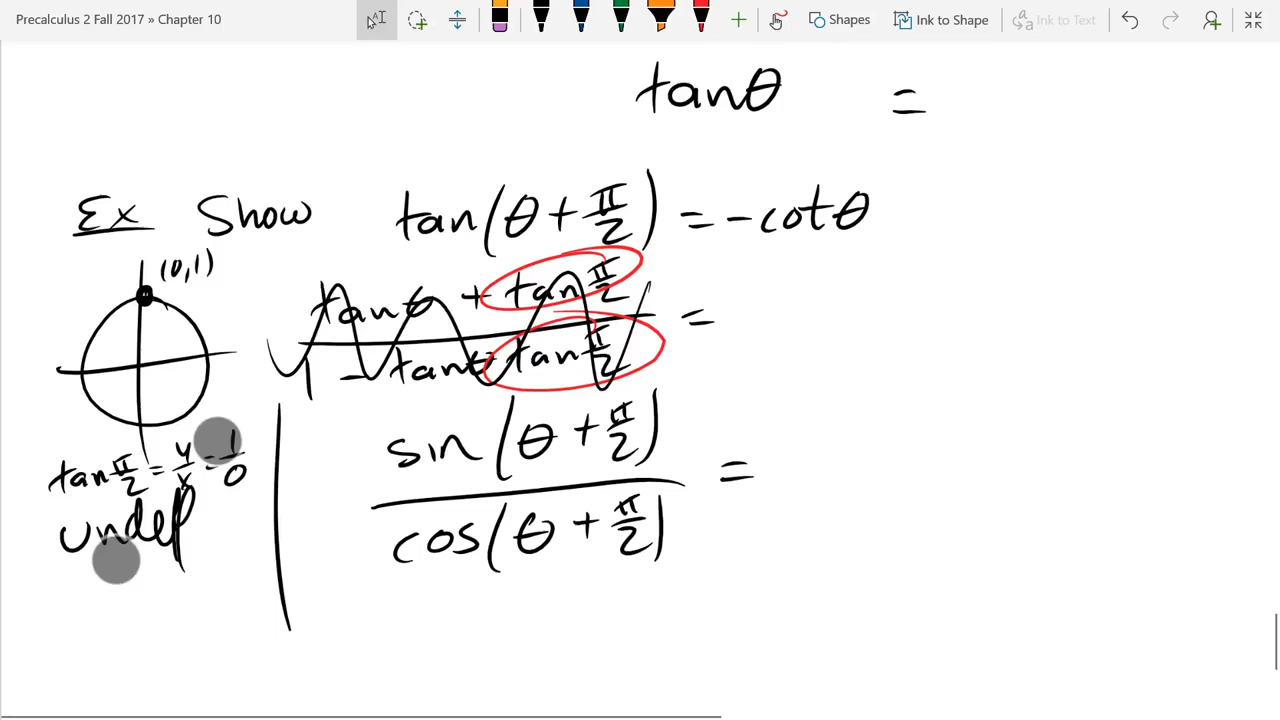 Precalculus 2 Fall 2017 » Chapter 10
Shapes
Ink to Shape
Ink to Text
tanθ =
Ex Show tan(θ + π/2) = -cotθ
(0,1)
tanθ + tan π/2
1 - tanθ tan π/2 =
sin(θ + π/2)
cos(θ + π/2) =
tan π/2 = y/x = 1/0
undef